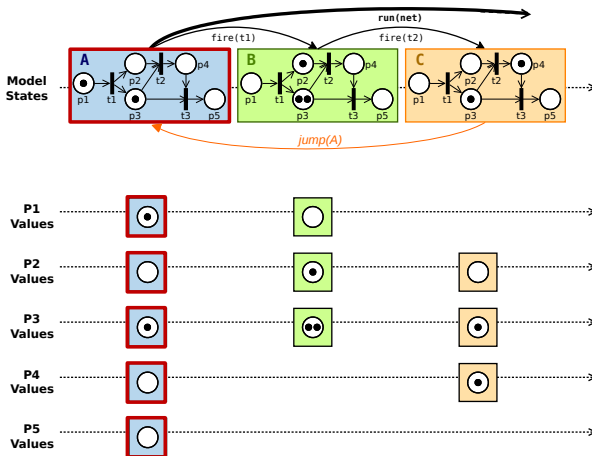 run(net)
fire(t1)
fire(t2)
Model
States
A
p1
t1
p2
p3
t2
p4
t3
p5
B
p1
t1
p2
p3
t2
p4
t3
p5
C
p1
t1
p2
p3
t2
p4
t3
p5
jump(A)
P1
Values
P2
Values
P3
Values
P4
Values
P5
Values